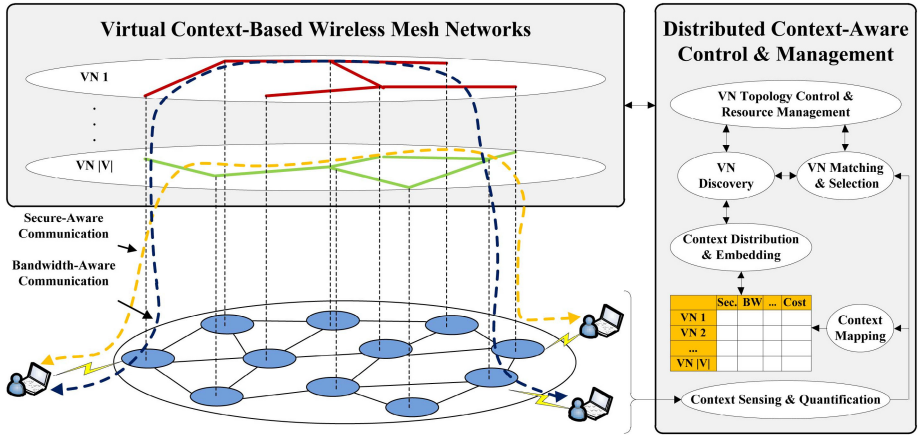 Virtual Context-Based Wireless Mesh Networks
VN 1
.
.
.
VN |V|
Secure-Aware
Communication
Bandwidth-Aware
Communication
Distributed Context-Aware
Control & Management
VN Topology Control &
Resource Management
VN
Discovery
VN Matching
& Selection
Context Distribution
& Embedding
Sec. BW ... Cost
VN 1
VN 2
...
VN |V|
Context
Mapping
Context Sensing & Quantification